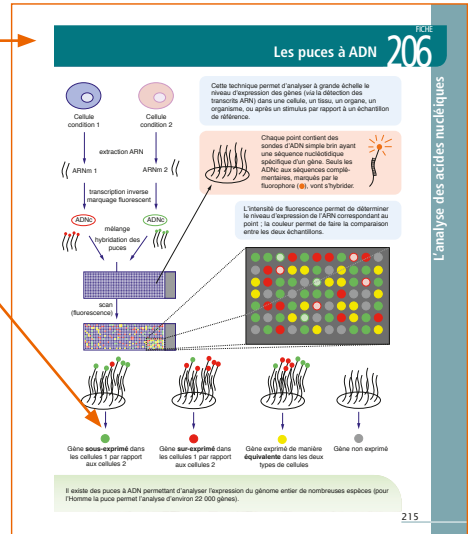 FICHE
Les puces à ADN 206
L'analyse des acides nucléiques
Cette technique permet d'analyser à grande échelle le
niveau d'expression des gènes (via la détection des
transcrits ARN) dans une cellule, un tissu, un organe, un
organisme, ou après un stimulus par rapport à un échantillon
de référence.
Cellule
condition 1
Cellule
condition 2
extraction ARN
ARNm 1
ARNm 2
transcription inverse
marquage fluorescent
ADNc
ADNc
mélange
hybridation des
puces
Chaque point contient des
sondes d'ADN simple brin ayant
une séquence nucléotidique
spécifique d'un gène. Seuls les
ADNc aux séquences complé-
mentaires, marqués par le
fluorophore ( ), vont s'hybrider.
L'intensité de fluorescence permet de déterminer
le niveau d'expression de l'ARN correspondant au
point ; la couleur permet de faire la comparaison
entre les deux échantillons.
scan
(fluorescence)
Gène sous-exprimé dans
les cellules 1 par rapport
aux cellules 2
Gène sur-exprimé dans
les cellules 1 par rapport
aux cellules 2
Gène exprimé de manière
équivalente dans les deux
types de cellules
Gène non exprimé
Il existe des puces à ADN permettant d'analyser l'expression du génome entier de nombreuses espèces (pour
l'Homme la puce permet l'analyse d'environ 22 000 gènes).
215